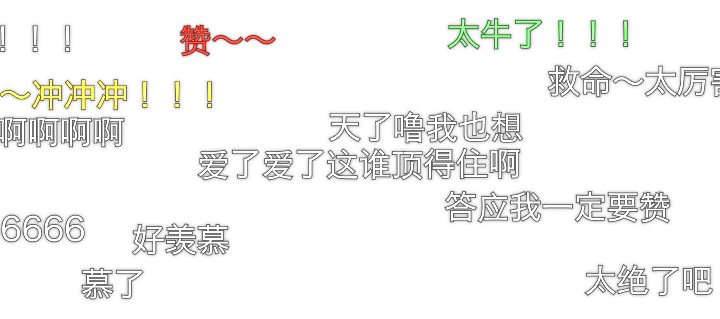 ！！！
赞～～
太牛了！！！
～冲冲冲！！！
救命～太厉害
啊啊啊啊
天了噜我也想
爱了爱了这谁顶得住啊
答应我一定要赞
6666
好羡慕
慕了
太绝了吧